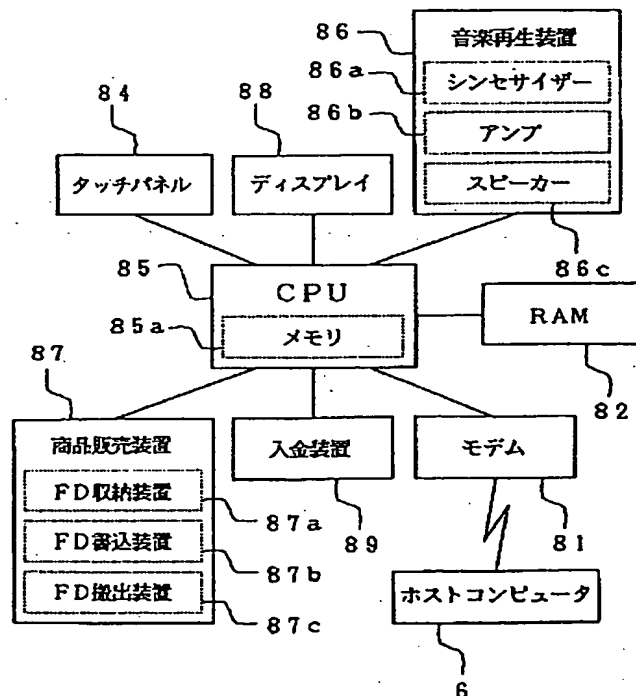 86
音楽再生装置
86a
シンセサイザー
86b
アンプ
スピーカー
86c
84
タッチパネル
88
ディスプレイ
85
CPU
85a
メモリ
RAM
82
87
商品販売装置
FD収納装置
87a
FD書込装置
87b
FD搬出装置
87c
入金装置
89
モデム
81
ホストコンピュータ
6